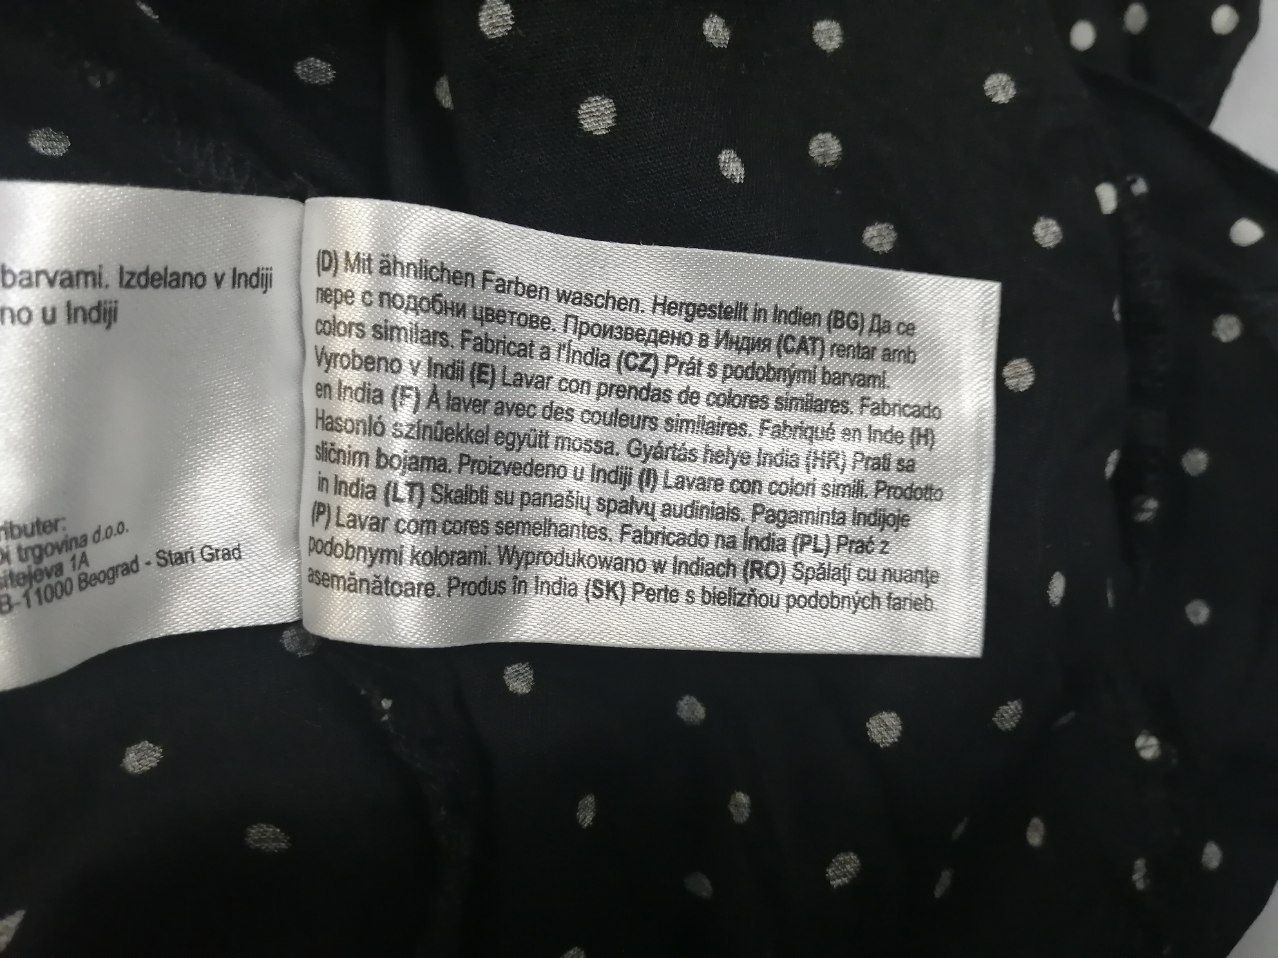 barvami. Izdelano v Indiji
no u Indiji
ributer:
trgovina d.o.o.
1A
B-11000 Beograd - Stari Grad
(D) Mit ähnlichen Farben waschen. Hergestellt in Indien (BG) Да се
пере с подобни цветове. Произведено в Индия (CAT) rentar amb
colors similars. Fabricat a l'Índia (CZ) Prát s podobnými barvami.
Vyrobeno v Indii (E) Lavar con prendas de colores similares. Fabricado
en India (F) À laver avec des couleurs similaires. Fabriqué en Inde (H)
Hasonló színűekkel együtt mossa. Gyártás helye India (HR) Prati sa
sličnim bojama. Proizvedeno u Indiji (I) Lavare con colori simili. Prodotto
in India (LT) Skalbti su panašių spalvų audiniais. Pagaminta Indijoje
(P) Lavar com cores semelhantes. Fabricado na Índia (PL) Prać z
podobnymi kolorami. Wyprodukowano w Indiach (RO) Spălaţi cu nuanţe
asemănătoare. Produs în India (SK) Perte s bielizňou podobných farieb.